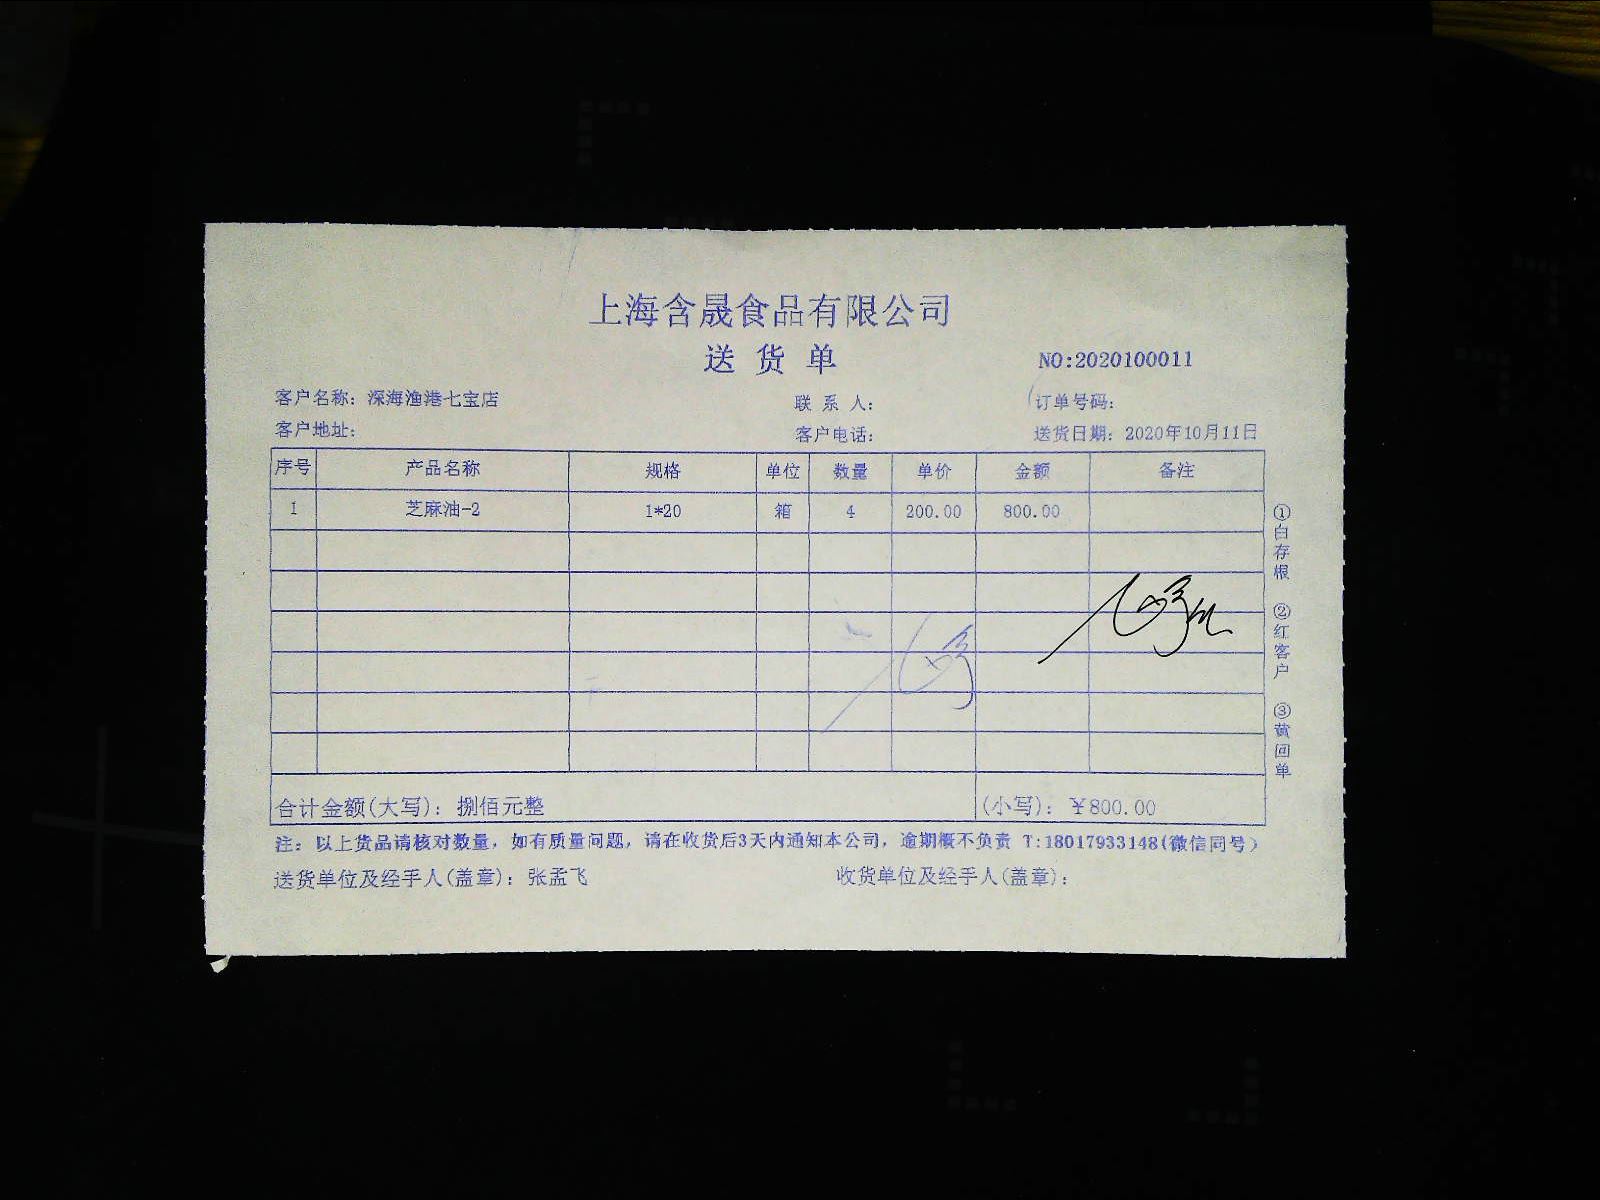 上海含晟食品有限公司
送 货 单
NO:2020100011
客户名称: 深海渔港七宝店 联 系 人: 订单号码:
客户地址: 客户电话: 送货日期: 2020年10月11日
序号 产品名称 规格 单位 数量 单价 金额 备注
1 芝麻油-2 1*20 箱 4 200.00 800.00
合计金额(大写): 捌佰元整 (小写): ¥800.00
注: 以上货品请核对数量, 如有质量问题, 请在收货后3天内通知本公司, 逾期概不负责 T:18017933148(微信同号)
送货单位及经手人(盖章): 张孟飞 收货单位及经手人(盖章):
①白存根 ②红客户 ③黄回单